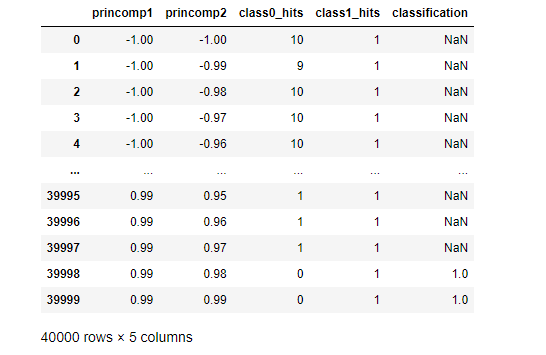 princomp1 princomp2 class0_hits class1_hits classification
0 -1.00 -1.00 10 1 NaN
1 -1.00 -0.99 9 1 NaN
2 -1.00 -0.98 10 1 NaN
3 -1.00 -0.97 10 1 NaN
4 -1.00 -0.96 10 1 NaN
... ... ... ... ... ...
39995 0.99 0.95 1 1 NaN
39996 0.99 0.96 1 1 NaN
39997 0.99 0.97 1 1 NaN
39998 0.99 0.98 0 1 1.0
39999 0.99 0.99 0 1 1.0
40000 rows × 5 columns